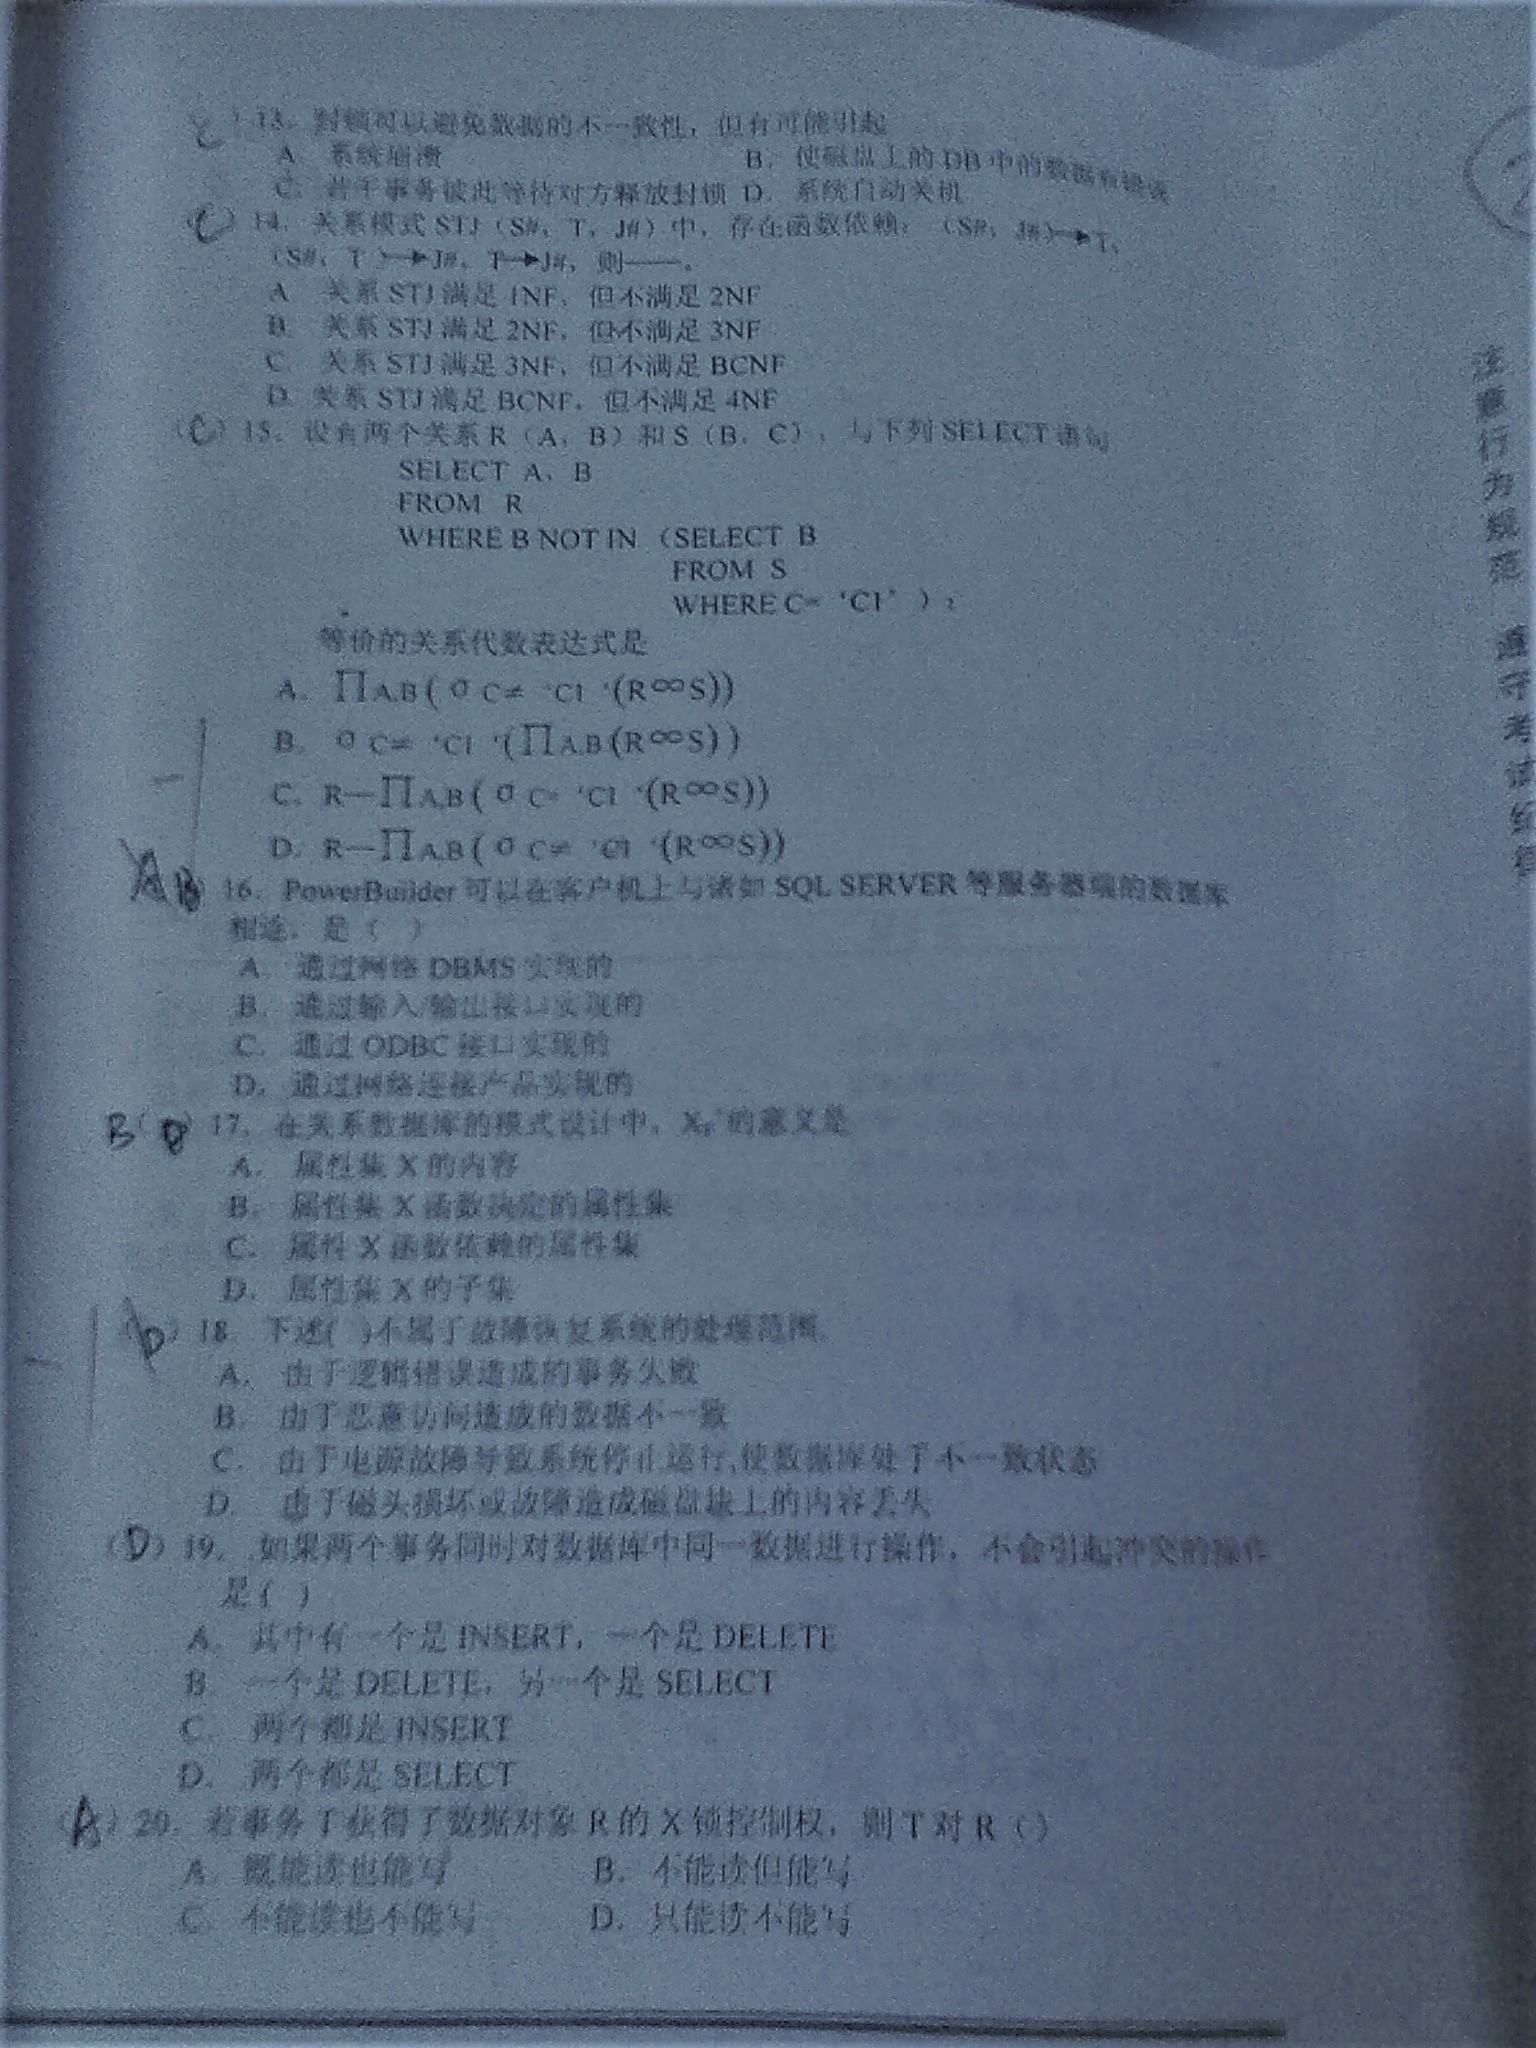 C ) 13. 封锁可以避免数据的不一致性，但有可能引起
A 系统崩溃 B. 使磁盘上的 DB 中的数据有错误
C. 若干事务彼此等待对方释放封锁 D. 系统自动关机
(C) 14. 关系模式 STJ（S#，T，J#）中，存在函数依赖：（S#，J#）→T，
（S#，T）→J#，T→J#，则——。
A 关系 STJ 满足 1NF，但不满足 2NF
B. 关系 STJ 满足 2NF，但不满足 3NF
C. 关系 STJ 满足 3NF，但不满足 BCNF
D. 关系 STJ 满足 BCNF，但不满足 4NF
(C) 15. 设有两个关系 R（A，B）和 S（B，C），与下列 SELECT 语句
SELECT A，B
FROM R
WHERE B NOT IN （SELECT B
FROM S
WHERE C= ‘C1’ ）；
等价的关系代数表达式是
A. ∏A,B( σ C≠ ‘C1 ’(R∞S))
B. σ C≠ ‘C1 ’(∏A,B(R∞S))
C. R—∏A,B( σ C= ‘C1 ’(R∞S))
D. R—∏A,B( σ C≠ ‘C1 ’(R∞S))
B) 16. PowerBuilder 可以在客户机上与诸如 SQL SERVER 等服务器端的数据库
相连，是（ ）
A. 通过网络 DBMS 实现的
B. 通过输入/输出接口实现的
C. 通过 ODBC 接口实现的
D. 通过网络连接产品实现的
B ( ) 17. 在关系数据库的模式设计中，X_F⁺的意义是
A. 属性集 X 的内容
B. 属性集 X 函数决定的属性集
C. 属性 X 函数依赖的属性集
D. 属性集 X 的子集
(D) 18. 下述( )不属于故障恢复系统的处理范围.
A. 由于逻辑错误造成的事务失败
B. 由于恶意访问造成的数据不一致
C. 由于电源故障导致系统停止运行,使数据库处于不一致状态
D. 由于磁头损坏或故障造成磁盘块上的内容丢失
(D) 19. 如果两个事务同时对数据库中同一数据进行操作，不会引起冲突的操作
是( )
A. 其中有一个是 INSERT，一个是 DELETE
B. 一个是 DELETE，另一个是 SELECT
C. 两个都是 INSERT
D. 两个都是 SELECT
(A) 20. 若事务 T 获得了数据对象 R 的 X 锁控制权，则 T 对 R（）
A. 既能读也能写 B. 不能读但能写
C. 不能读也不能写 D. 只能读不能写
注意行为规范 遵守考试纪律